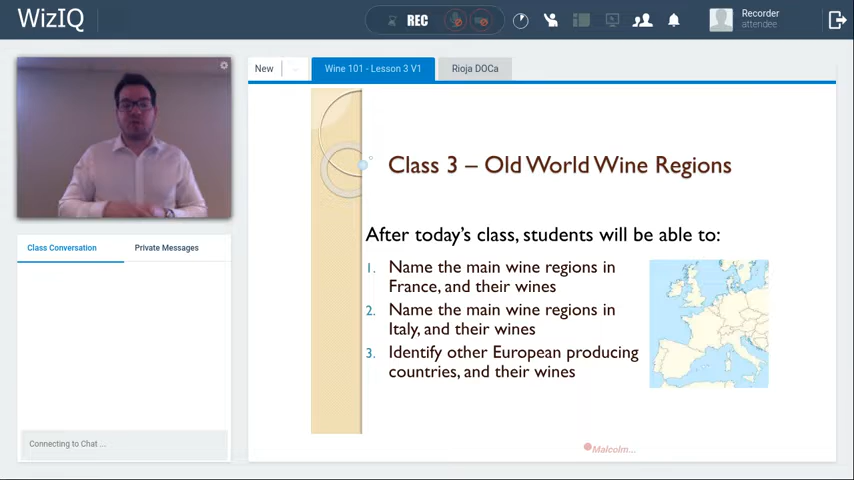 WizIQ
REC
Recorder
attendee
New
Wine 101 - Lesson 3 V1
Rioja DOCa
Class 3 – Old World Wine Regions
After today's class, students will be able to:
1. Name the main wine regions in
France, and their wines
2. Name the main wine regions in
Italy, and their wines
3. Identify other European producing
countries, and their wines
Class Conversation
Private Messages
Connecting to Chat ...
Malcolm...